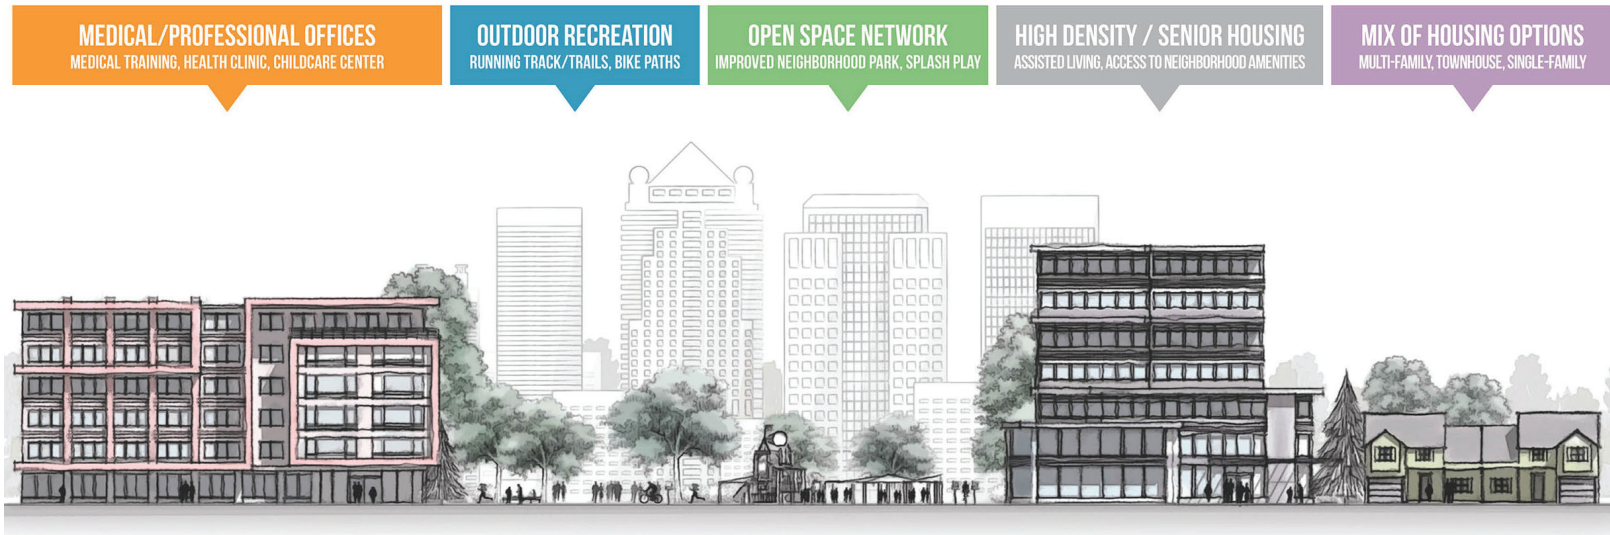 MEDICAL/PROFESSIONAL OFFICES
MEDICAL TRAINING, HEALTH CLINIC, CHILDCARE CENTER
OUTDOOR RECREATION
RUNNING TRACK/TRAILS, BIKE PATHS
OPEN SPACE NETWORK
IMPROVED NEIGHBORHOOD PARK, SPLASH PLAY
HIGH DENSITY / SENIOR HOUSING
ASSISTED LIVING, ACCESS TO NEIGHBORHOOD AMENITIES
MIX OF HOUSING OPTIONS
MULTI-FAMILY, TOWNHOUSE, SINGLE-FAMILY